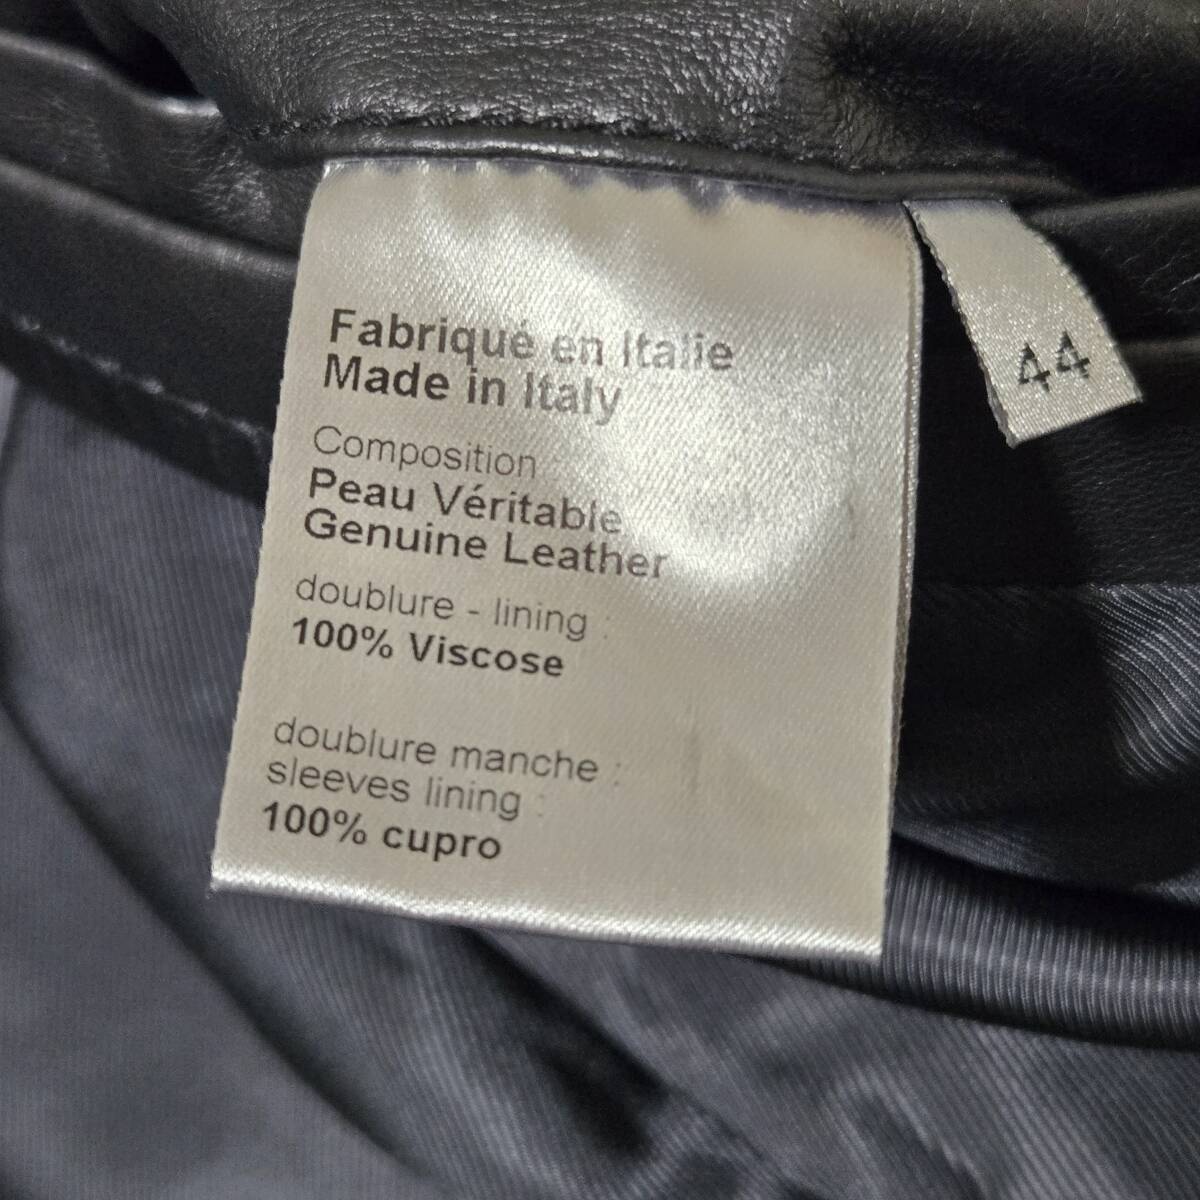 Fabriqué en Italie
Made in Italy
Composition
Peau Véritable
Genuine Leather
doublure - lining :
100% Viscose
doublure manche :
sleeves lining :
100% cupro
44